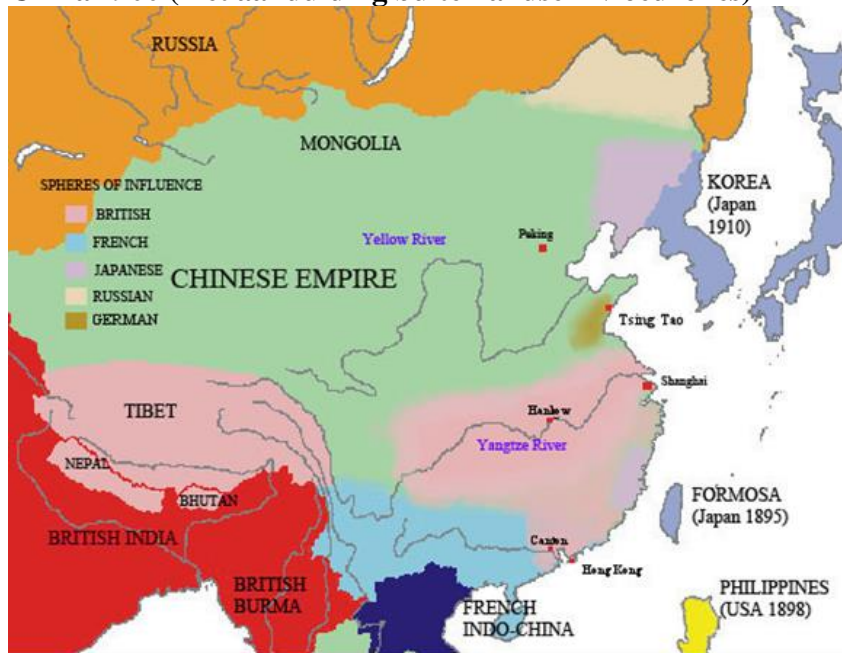 RUSSIA
MONGOLIA
SPHERES OF INFLUENCE
BRITISH
FRENCH
JAPANESE
RUSSIAN
GERMAN
Yellow River
Peking
KOREA
(Japan
1910)
CHINESE EMPIRE
Tsing Tao
Shanghai
TIBET
Hankow
Yangtze River
NEPAL
BHUTAN
FORMOSA
(Japan 1895)
BRITISH INDIA
Canton
Hong Kong
BRITISH
BURMA
FRENCH
INDO-CHINA
PHILIPPINES
(USA 1898)